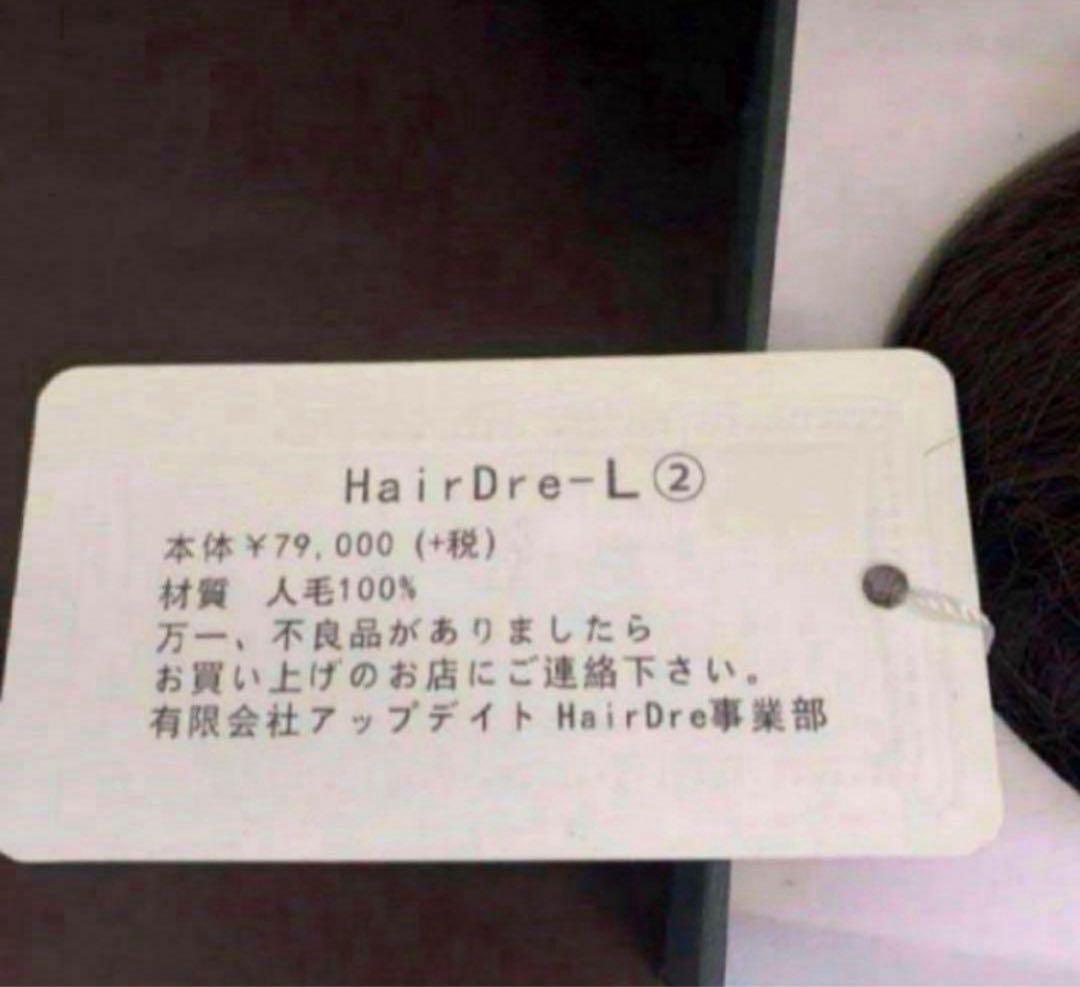 HairDre-L②
本体￥79,000 (+税)
材質　人毛100%
万一、不良品がありましたら
お買い上げのお店にご連絡下さい。
有限会社アップデイト HairDre事業部